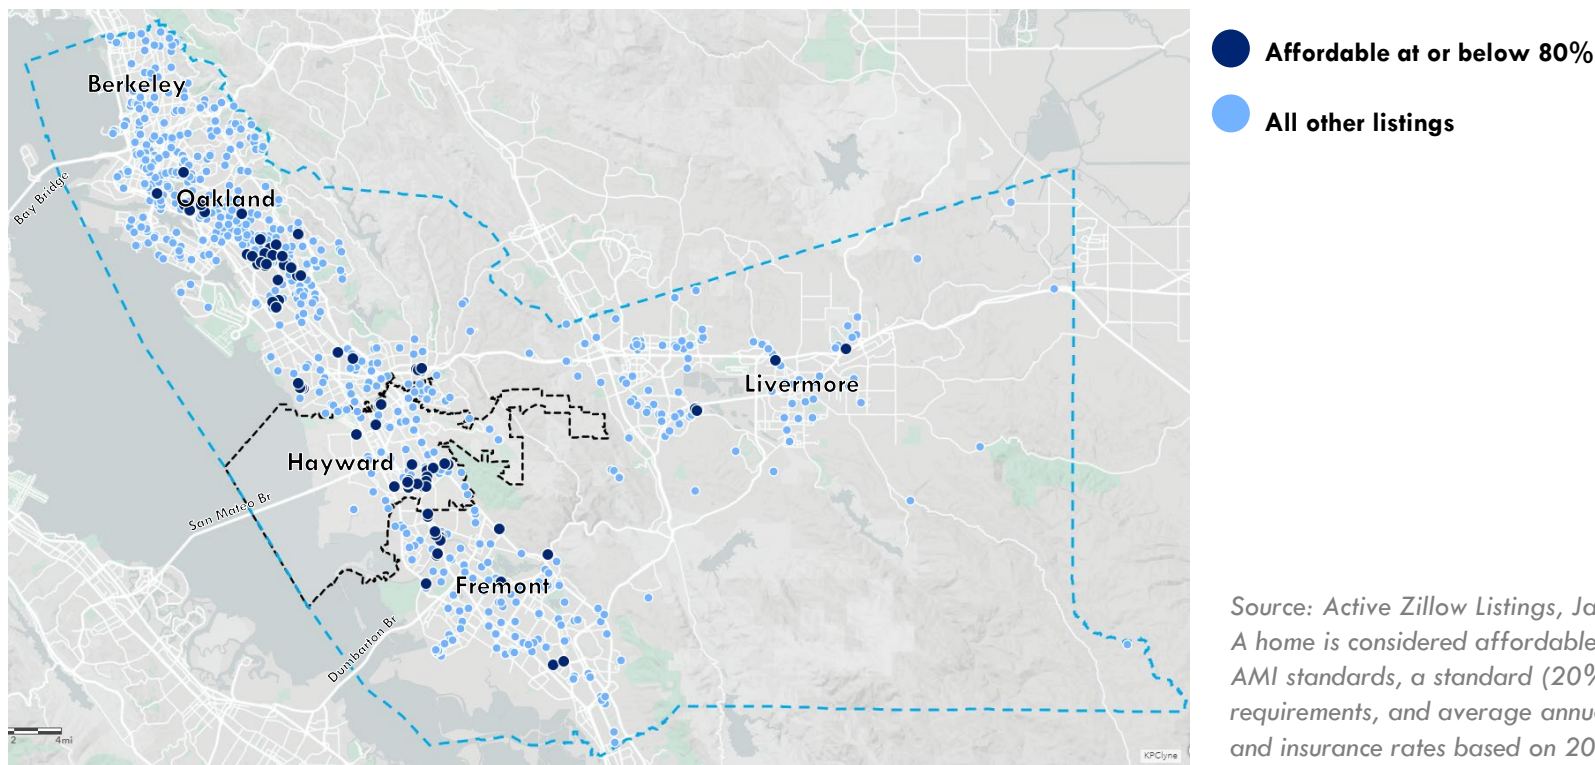 Affordable at or below 80%
All other listings
Berkeley
Oakland
Bay Bridge
Livermore
Hayward
San Mateo Br
Fremont
Dumbarton Br
2 4mi
KPClyne
Source: Active Zillow Listings, Ja
A home is considered affordable
AMI standards, a standard (20%
requirements, and average annu
and insurance rates based on 20